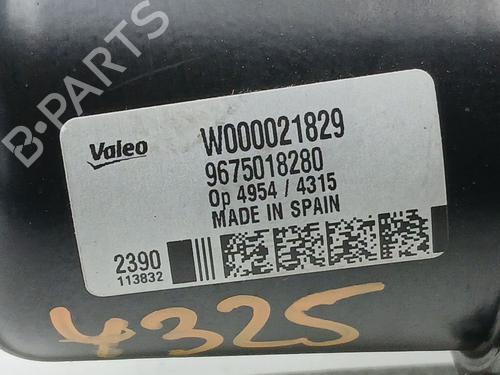 B-PARTS
Valeo
W000021829
9675018280
Op 4954 / 4315
MADE IN SPAIN
2390
113832
4325